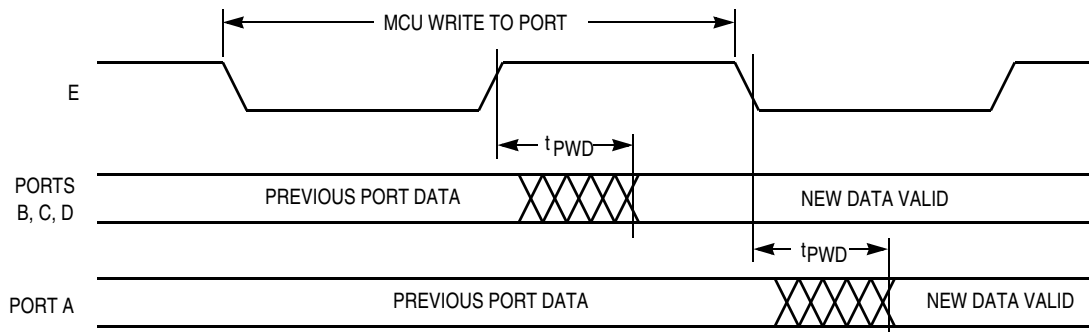 MCU WRITE TO PORT
E
tPWD
PORTS
B, C, D
PREVIOUS PORT DATA
NEW DATA VALID
tPWD
PORT A
PREVIOUS PORT DATA
NEW DATA VALID